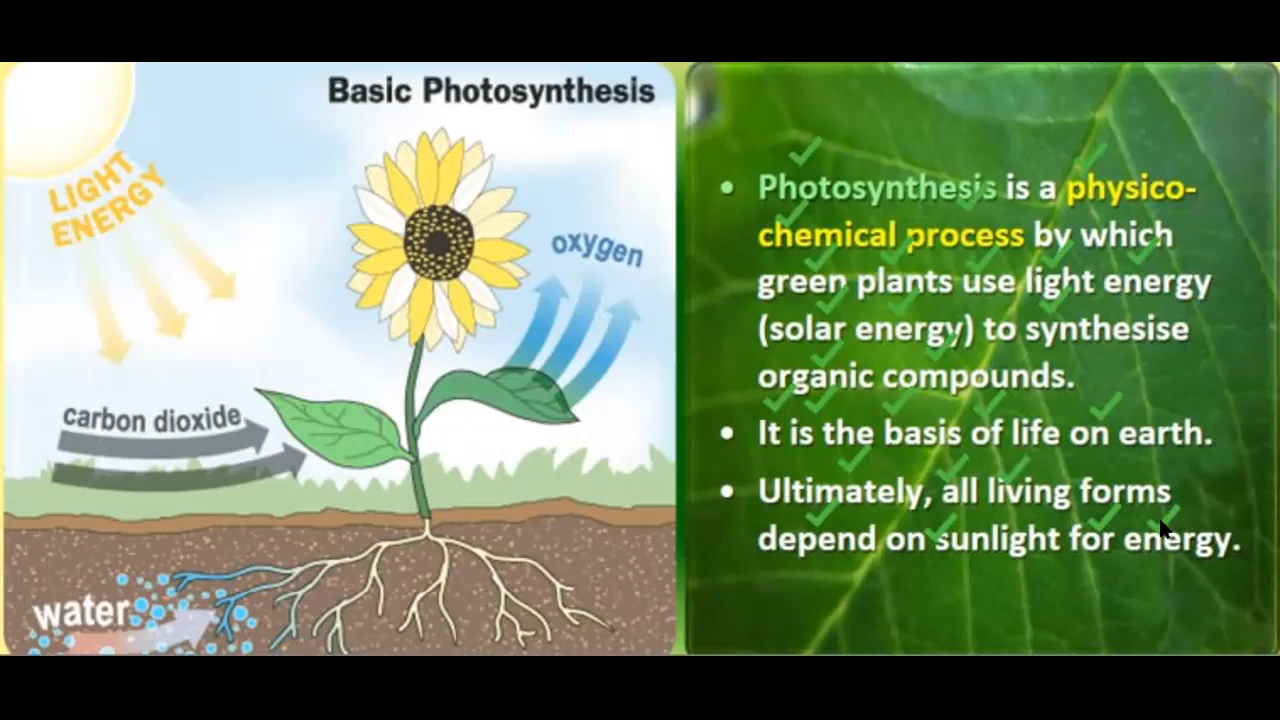 Basic Photosynthesis
LIGHT
ENERGY
oxygen
carbon dioxide
water
• Photosynthesis is a physico-
chemical process by which
green plants use light energy
(solar energy) to synthesise
organic compounds.
• It is the basis of life on earth.
• Ultimately, all living forms
depend on sunlight for energy.